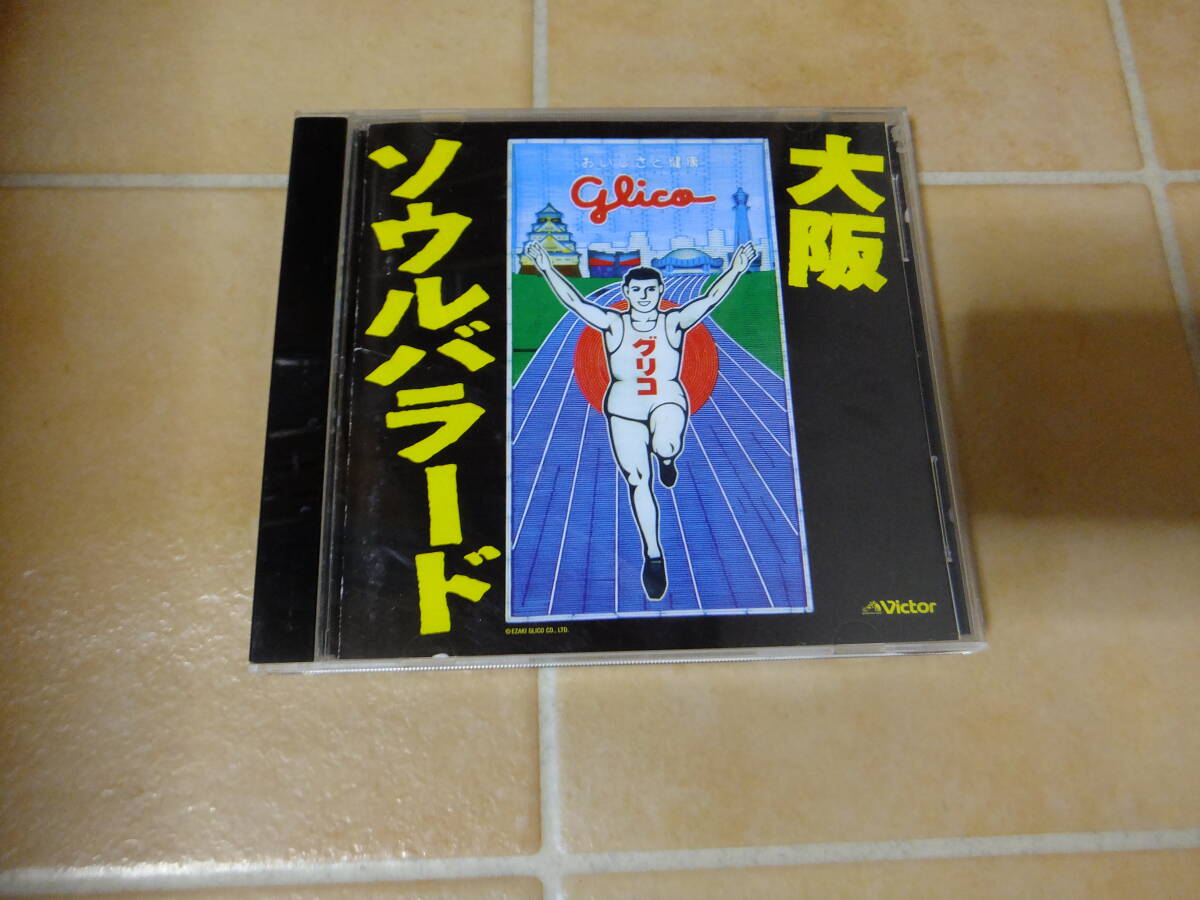 大阪
ソウルバラード
おいしさと健康
Glico
グリコ
© EZAKI GLICO CO., LTD.
Victor